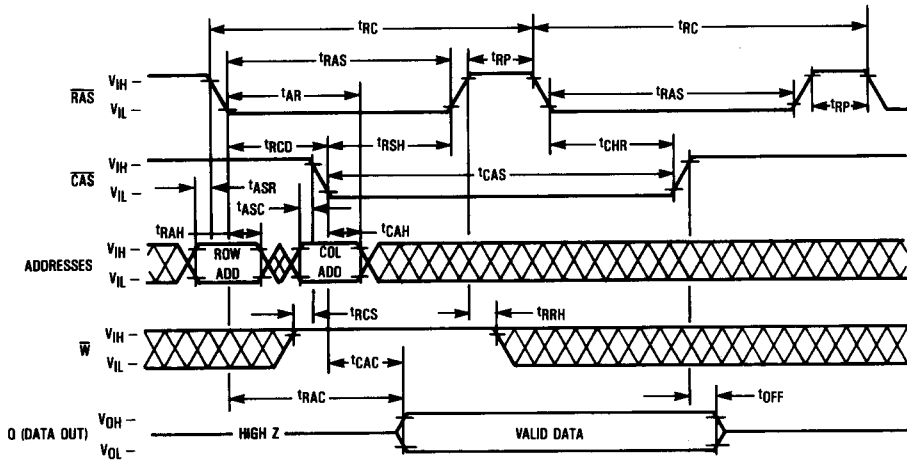 tRC tRC
tRAS tRP
RAS VIH
tAR tRAS
VIL tRP
tRCD tRSH tCHR
CAS VIH
tASR tCAS
VIL
tASC
tRAH tCAH
ADDRESSES VIH ROW ADD COL ADD
VIL
tRCS tRRH
W VIH
VIL tCAC
tRAC tOFF
Q (DATA OUT) VOH HIGH Z VALID DATA
VOL